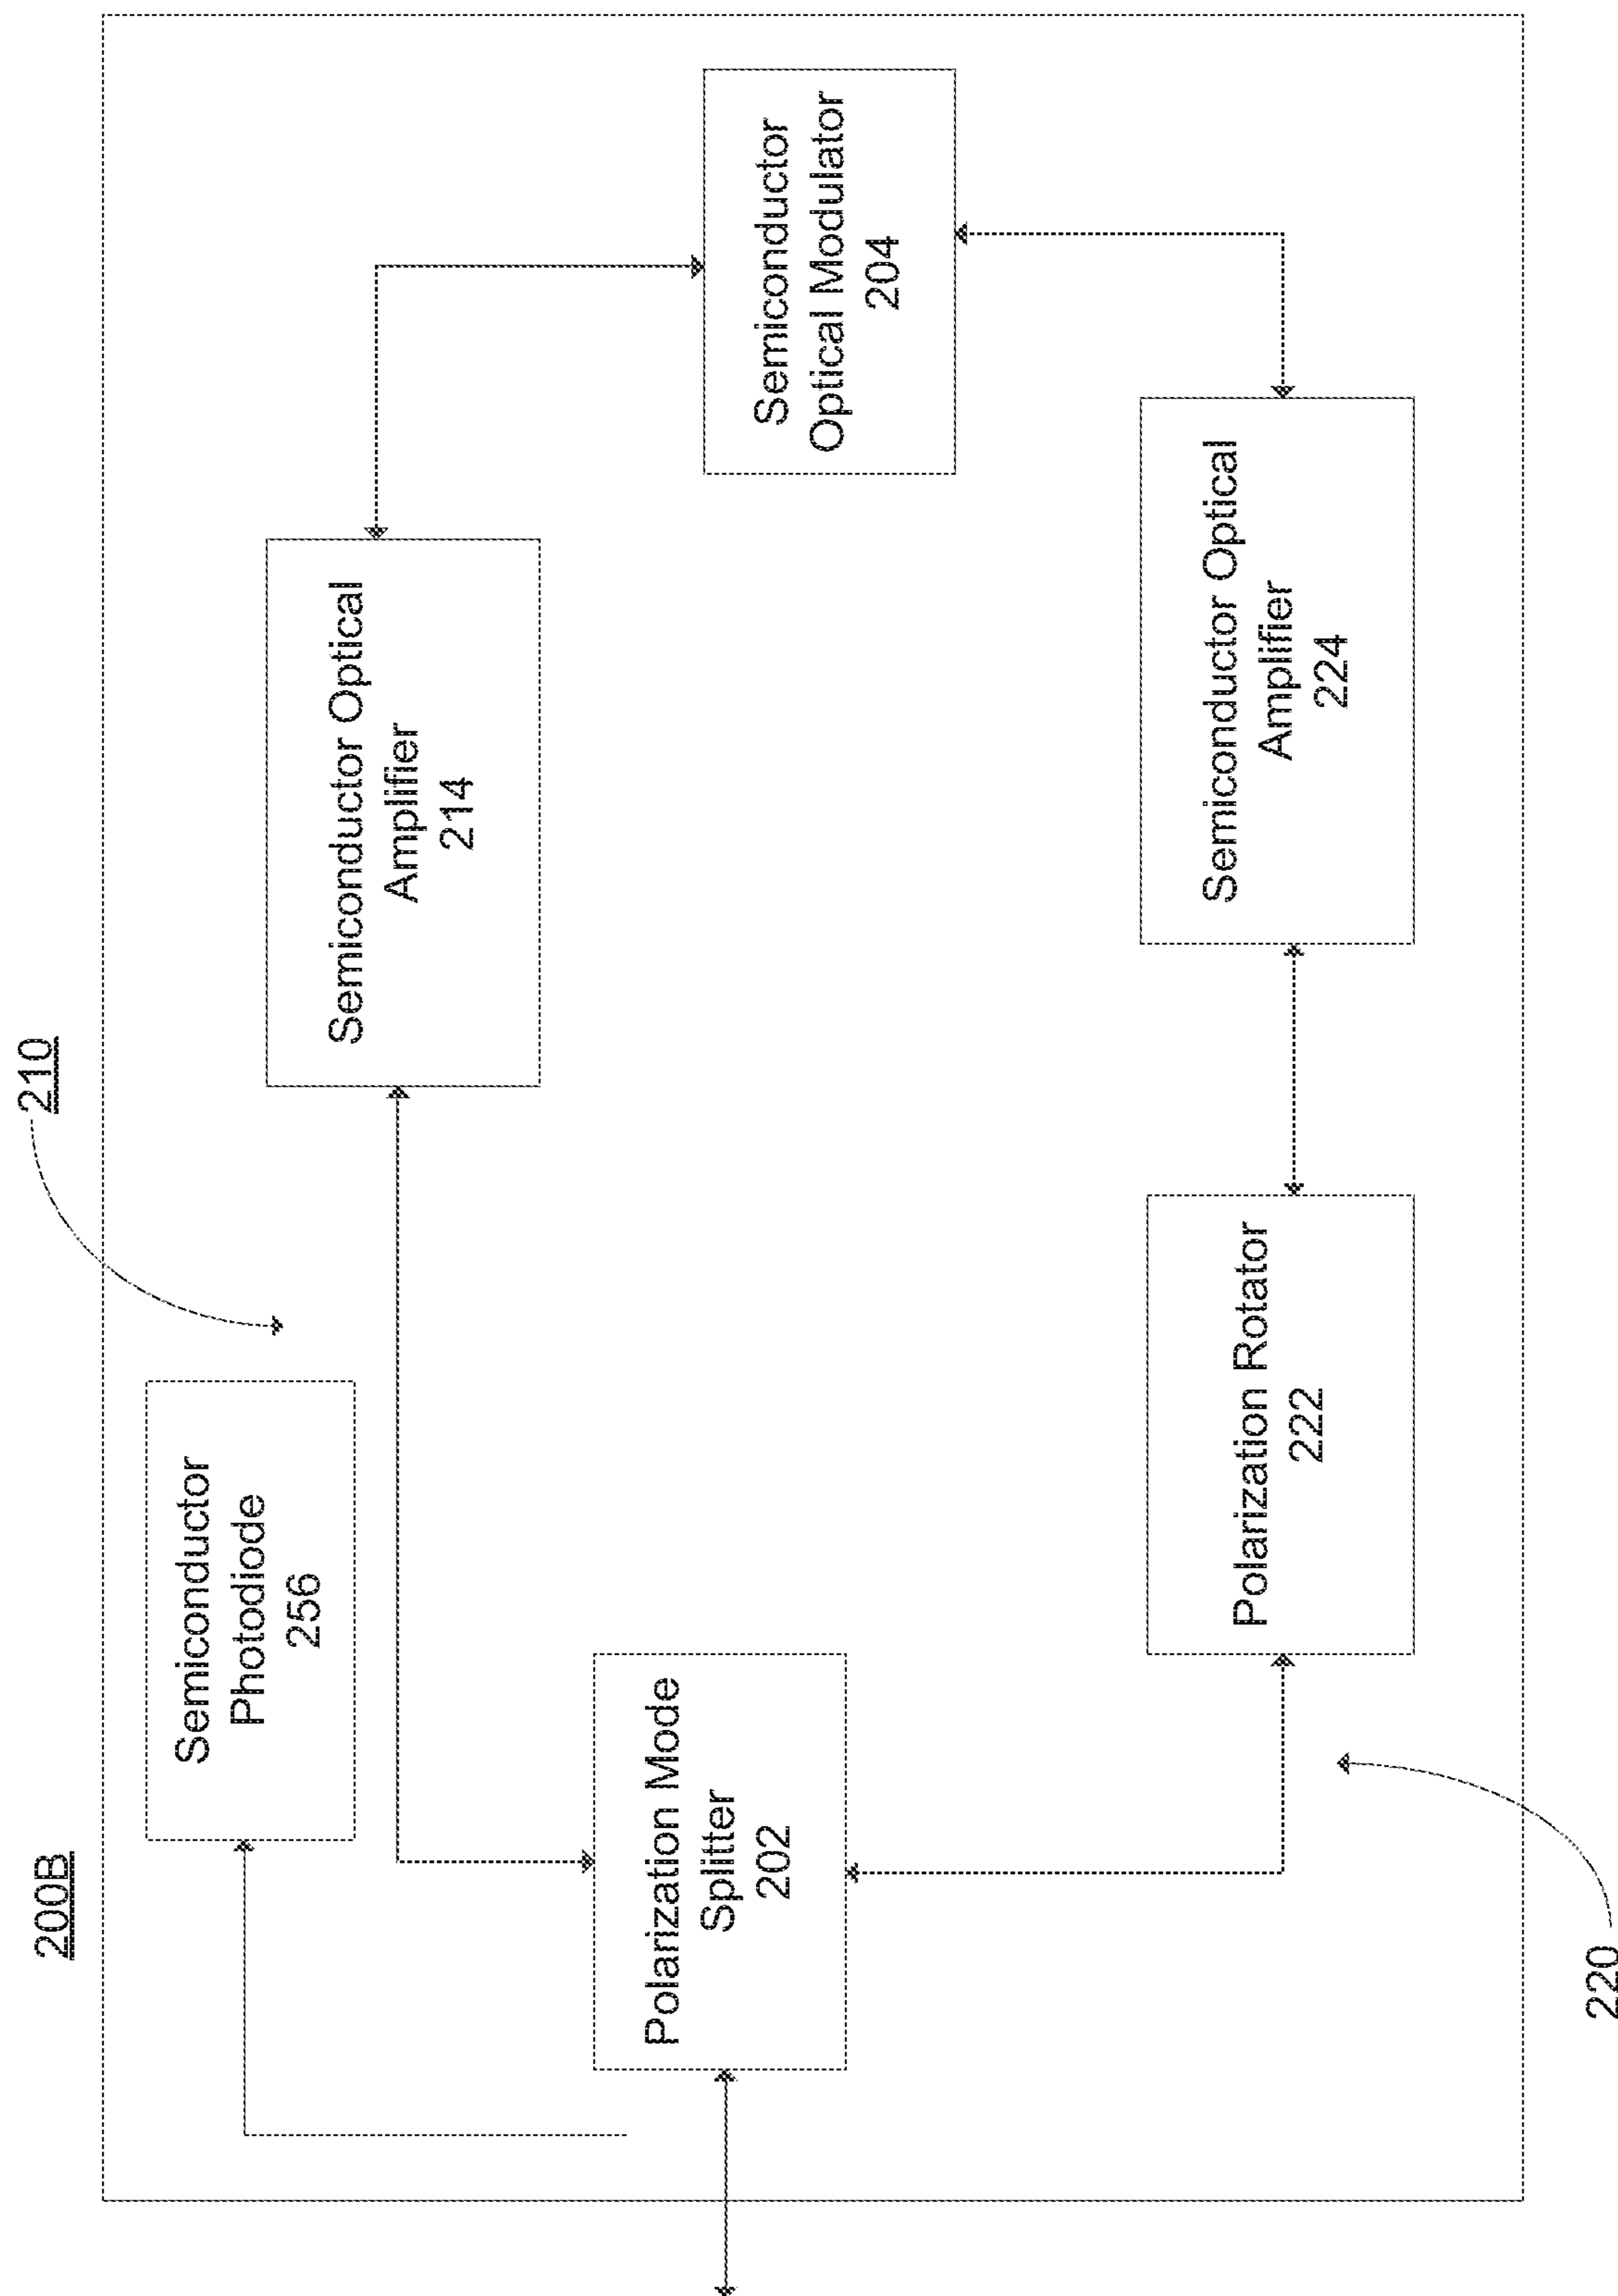 200B
210
Semiconductor
Photodiode
256
Semiconductor Optical
Amplifier
214
Polarization Mode
Splitter
202
Semiconductor
Optical Modulator
204
Polarization Rotator
222
Semiconductor Optical
Amplifier
224
220